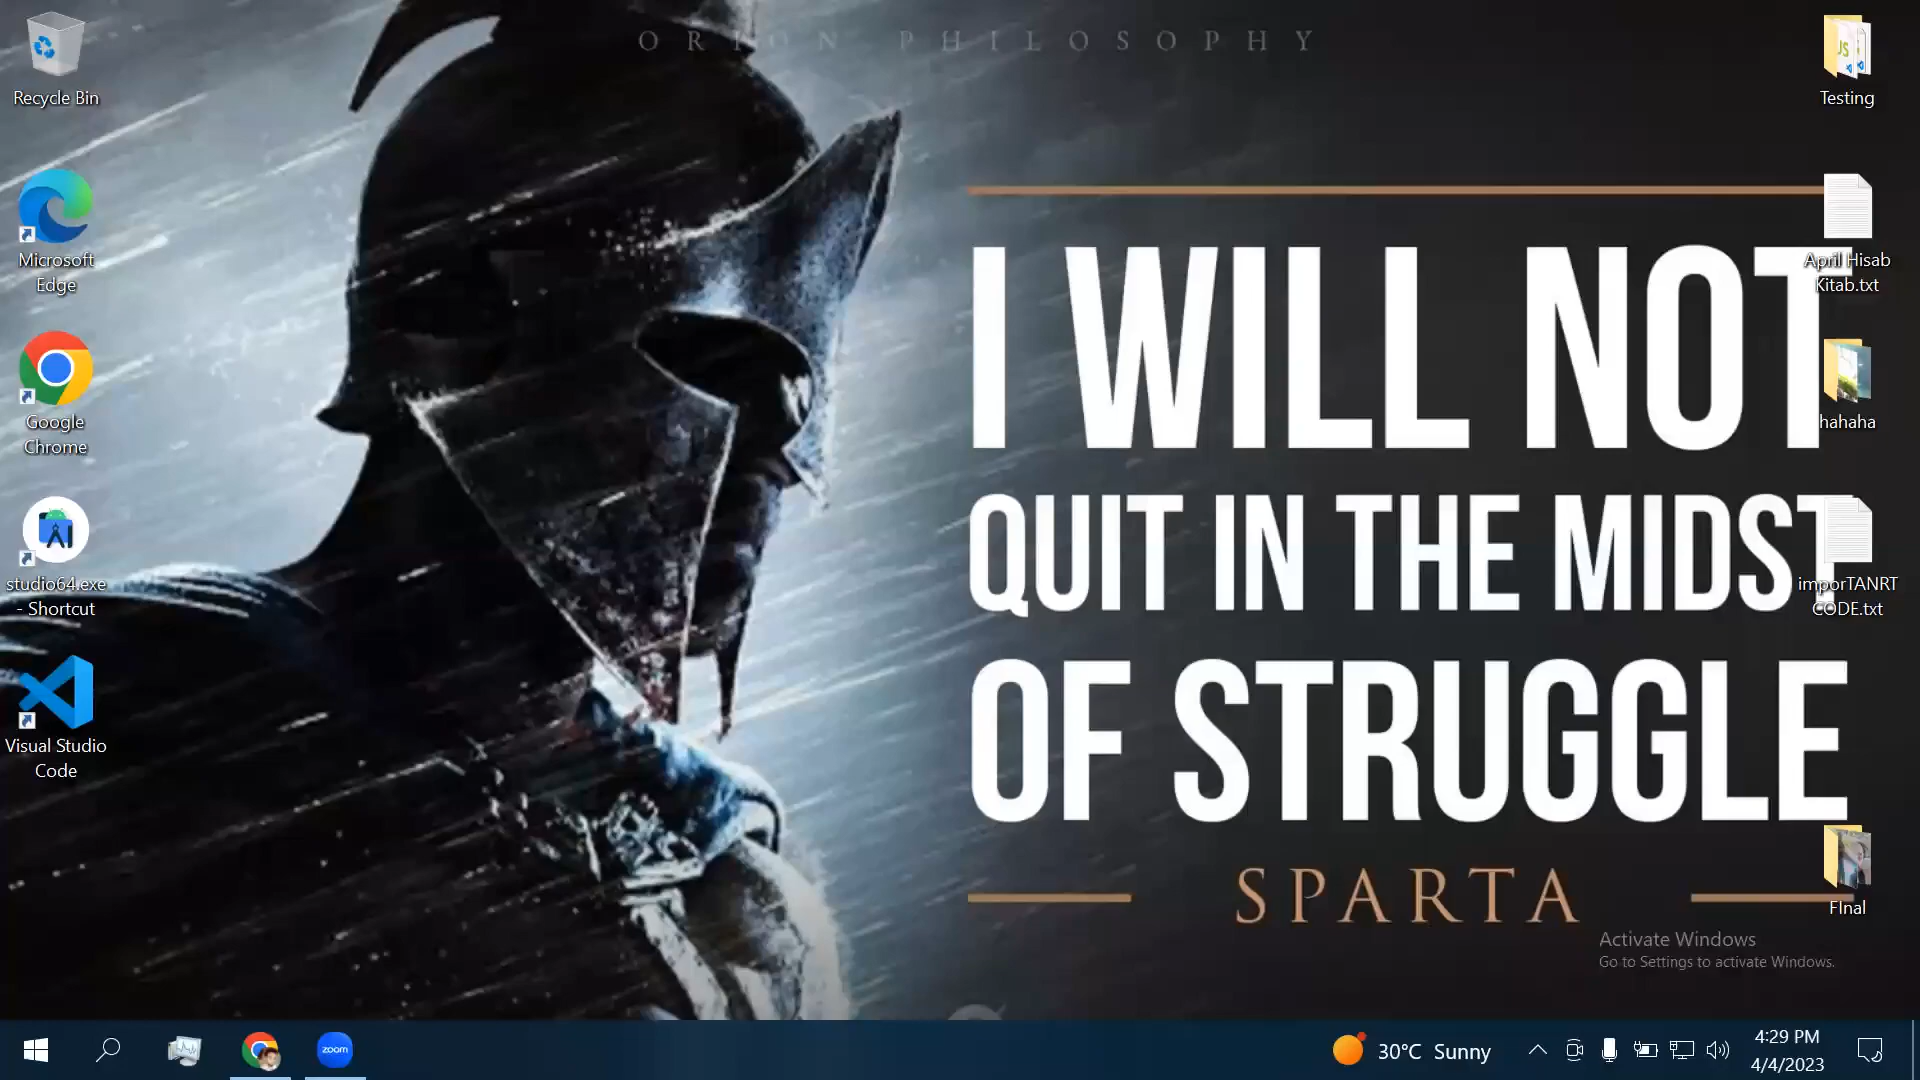 ORION PHILOSOPHY
Recycle Bin
Microsoft
Edge
Google
Chrome
studio64.exe
- Shortcut
Visual Studio
Code
I WILL NOT
QUIT IN THE MIDST
OF STRUGGLE
SPARTA
Testing
April Hisab
Kitab.txt
hahaha
imporTANRT
CODE.txt
FInal
Activate Windows
Go to Settings to activate Windows.
zoom
30°C Sunny
4:29 PM
4/4/2023